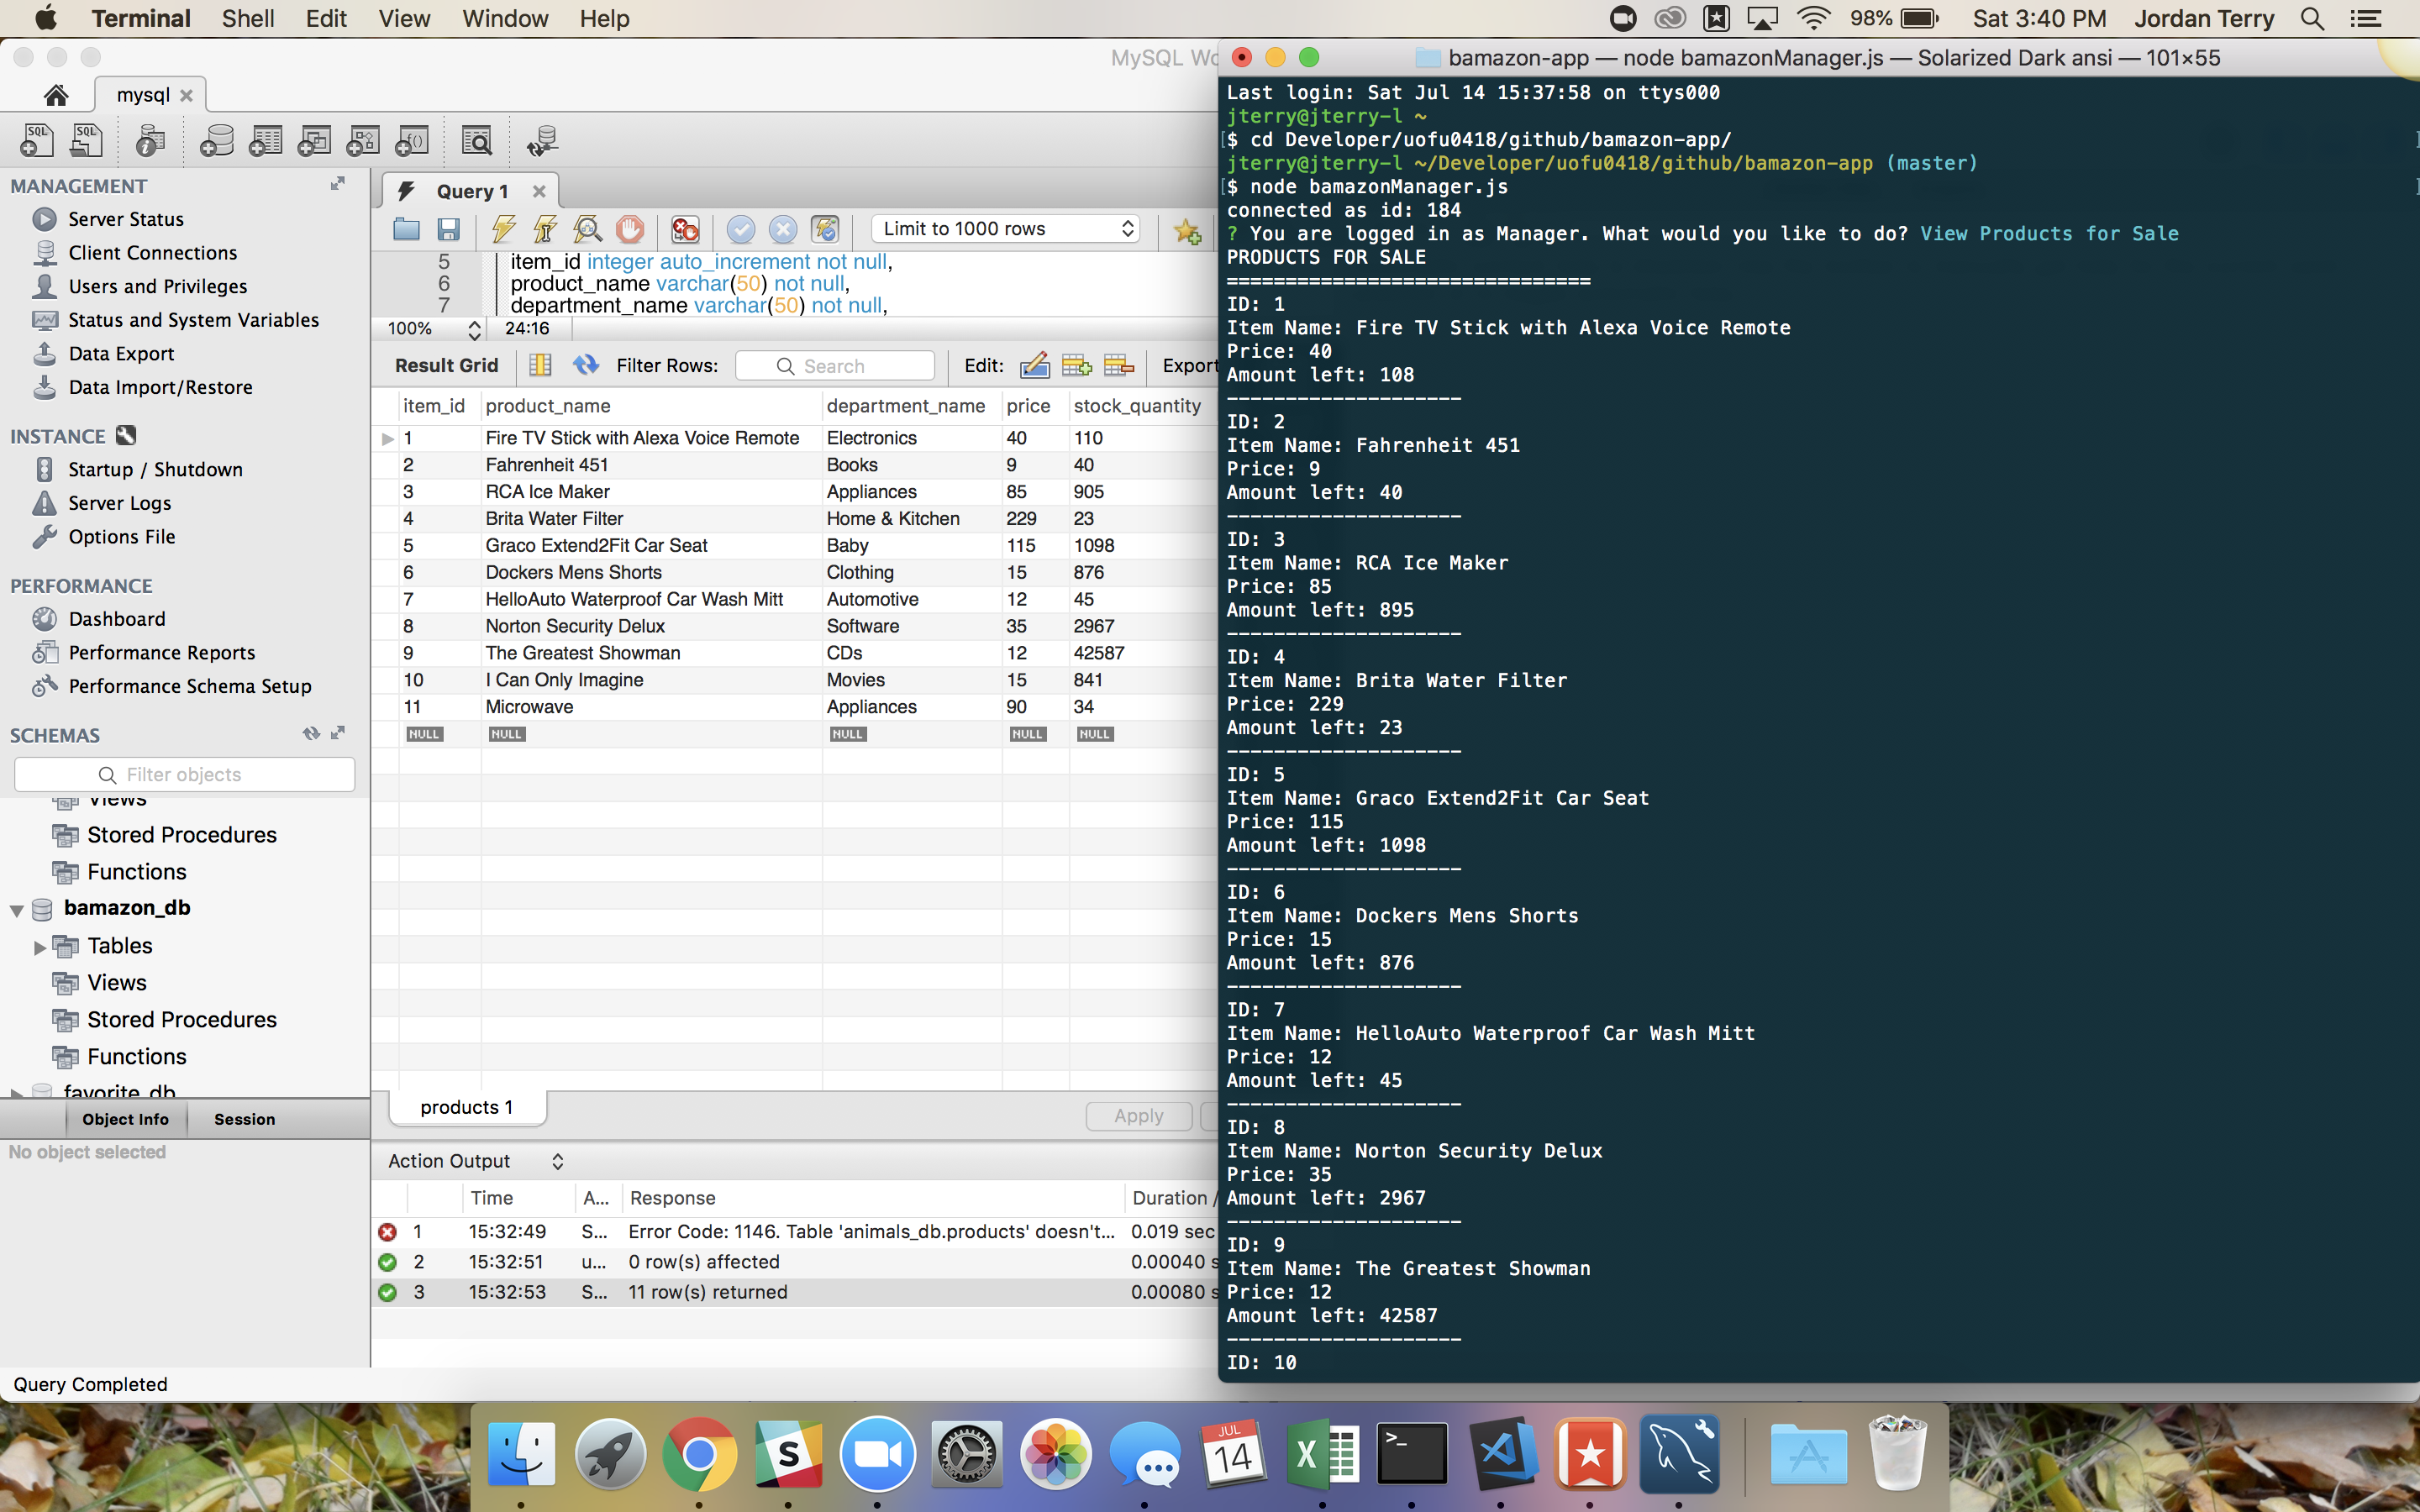 Terminal Shell Edit View Window Help 98% Sat 3:40 PM Jordan Terry
MySQL Wo
mysql
MANAGEMENT
Server Status
Client Connections
Users and Privileges
Status and System Variables
Data Export
Data Import/Restore
INSTANCE
Startup / Shutdown
Server Logs
Options File
PERFORMANCE
Dashboard
Performance Reports
Performance Schema Setup
SCHEMAS
Filter objects
Views
Stored Procedures
Functions
bamazon_db
Tables
Views
Stored Procedures
Functions
favorite_db
Object Info Session
No object selected
Query Completed
Query 1
Limit to 1000 rows
5 item_id integer auto_increment not null,
6 product_name varchar(50) not null,
7 department_name varchar(50) not null,
100% 24:16
Result Grid Filter Rows: Search Edit: Export
item_id product_name department_name price stock_quantity
1 Fire TV Stick with Alexa Voice Remote Electronics 40 110
2 Fahrenheit 451 Books 9 40
3 RCA Ice Maker Appliances 85 905
4 Brita Water Filter Home & Kitchen 229 23
5 Graco Extend2Fit Car Seat Baby 115 1098
6 Dockers Mens Shorts Clothing 15 876
7 HelloAuto Waterproof Car Wash Mitt Automotive 12 45
8 Norton Security Delux Software 35 2967
9 The Greatest Showman CDs 12 42587
10 I Can Only Imagine Movies 15 841
11 Microwave Appliances 90 34
NULL NULL NULL NULL NULL
products 1
Apply
Action Output
Time A... Response Duration /
1 15:32:49 S... Error Code: 1146. Table 'animals_db.products' doesn't... 0.019 sec
2 15:32:51 u... 0 row(s) affected 0.00040 s
3 15:32:53 S... 11 row(s) returned 0.00080 s
bamazon-app — node bamazonManager.js — Solarized Dark ansi — 101×55
Last login: Sat Jul 14 15:37:58 on ttys000
jterry@jterry-l ~
[$ cd Developer/uofu0418/github/bamazon-app/ ]
jterry@jterry-l ~/Developer/uofu0418/github/bamazon-app (master)
[$ node bamazonManager.js ]
connected as id: 184
? You are logged in as Manager. What would you like to do? View Products for Sale
PRODUCTS FOR SALE
===============================
ID: 1
Item Name: Fire TV Stick with Alexa Voice Remote
Price: 40
Amount left: 108
--------------------
ID: 2
Item Name: Fahrenheit 451
Price: 9
Amount left: 40
--------------------
ID: 3
Item Name: RCA Ice Maker
Price: 85
Amount left: 895
--------------------
ID: 4
Item Name: Brita Water Filter
Price: 229
Amount left: 23
--------------------
ID: 5
Item Name: Graco Extend2Fit Car Seat
Price: 115
Amount left: 1098
--------------------
ID: 6
Item Name: Dockers Mens Shorts
Price: 15
Amount left: 876
--------------------
ID: 7
Item Name: HelloAuto Waterproof Car Wash Mitt
Price: 12
Amount left: 45
--------------------
ID: 8
Item Name: Norton Security Delux
Price: 35
Amount left: 2967
--------------------
ID: 9
Item Name: The Greatest Showman
Price: 12
Amount left: 42587
--------------------
ID: 10
JUL
14